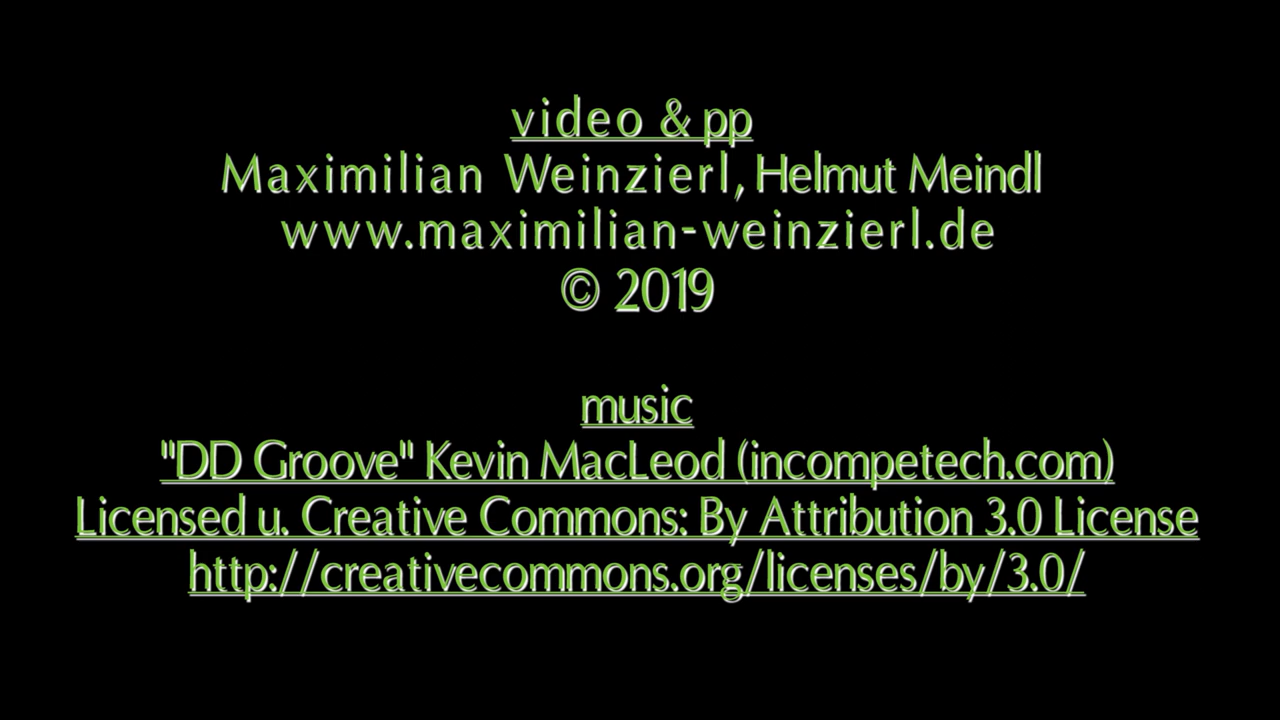 video & pp
Maximilian Weinzierl, Helmut Meindl
www.maximilian-weinzierl.de
© 2019
music
"DD Groove" Kevin MacLeod (incompetech.com)
Licensed u. Creative Commons: By Attribution 3.0 License
http://creativecommons.org/licenses/by/3.0/